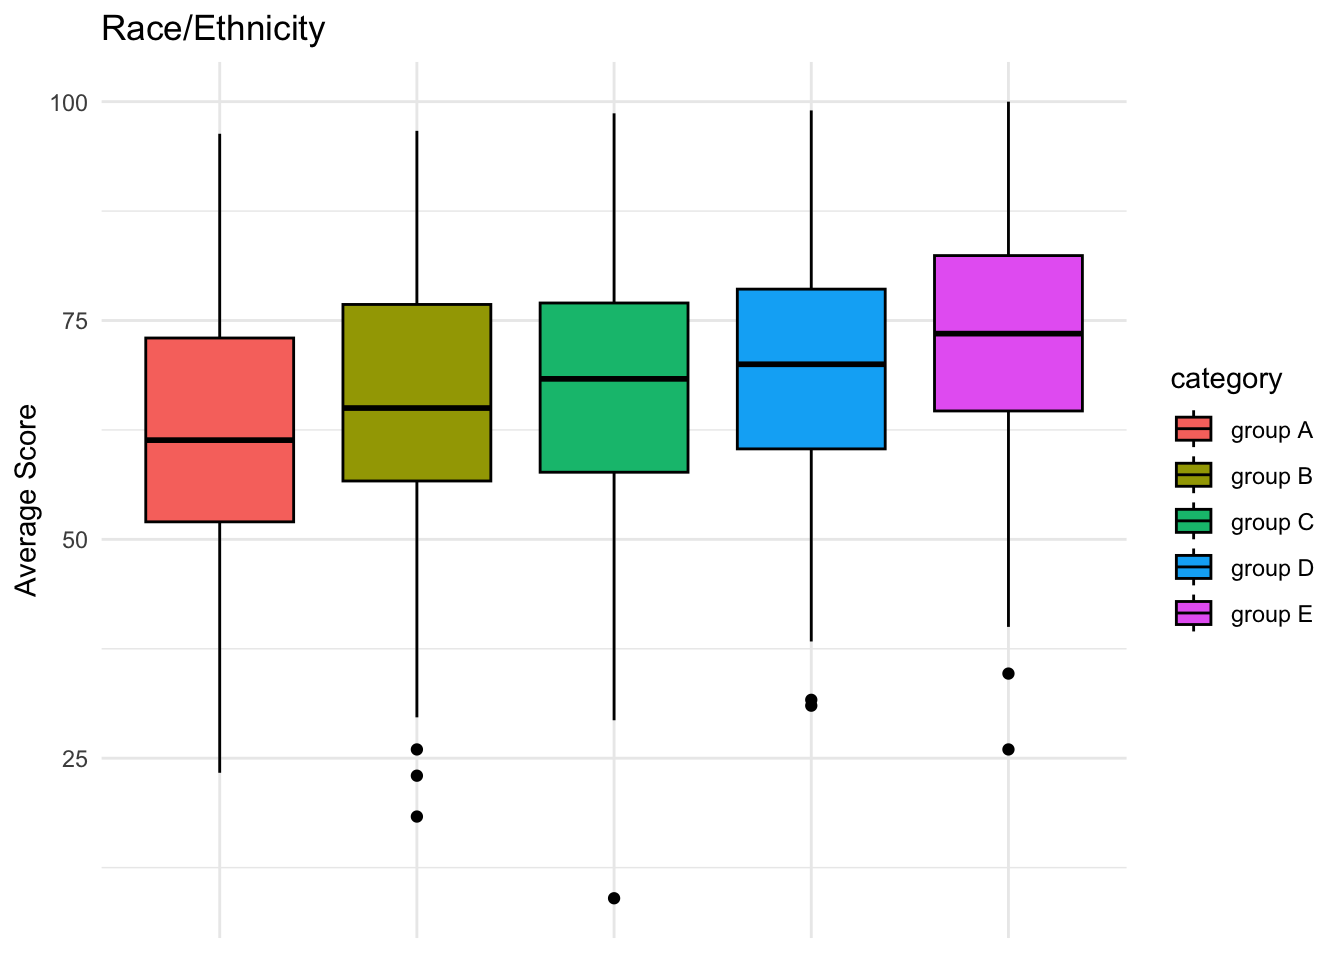 Race/Ethnicity
100
75
50
25
Average Score
category
group A
group B
group C
group D
group E